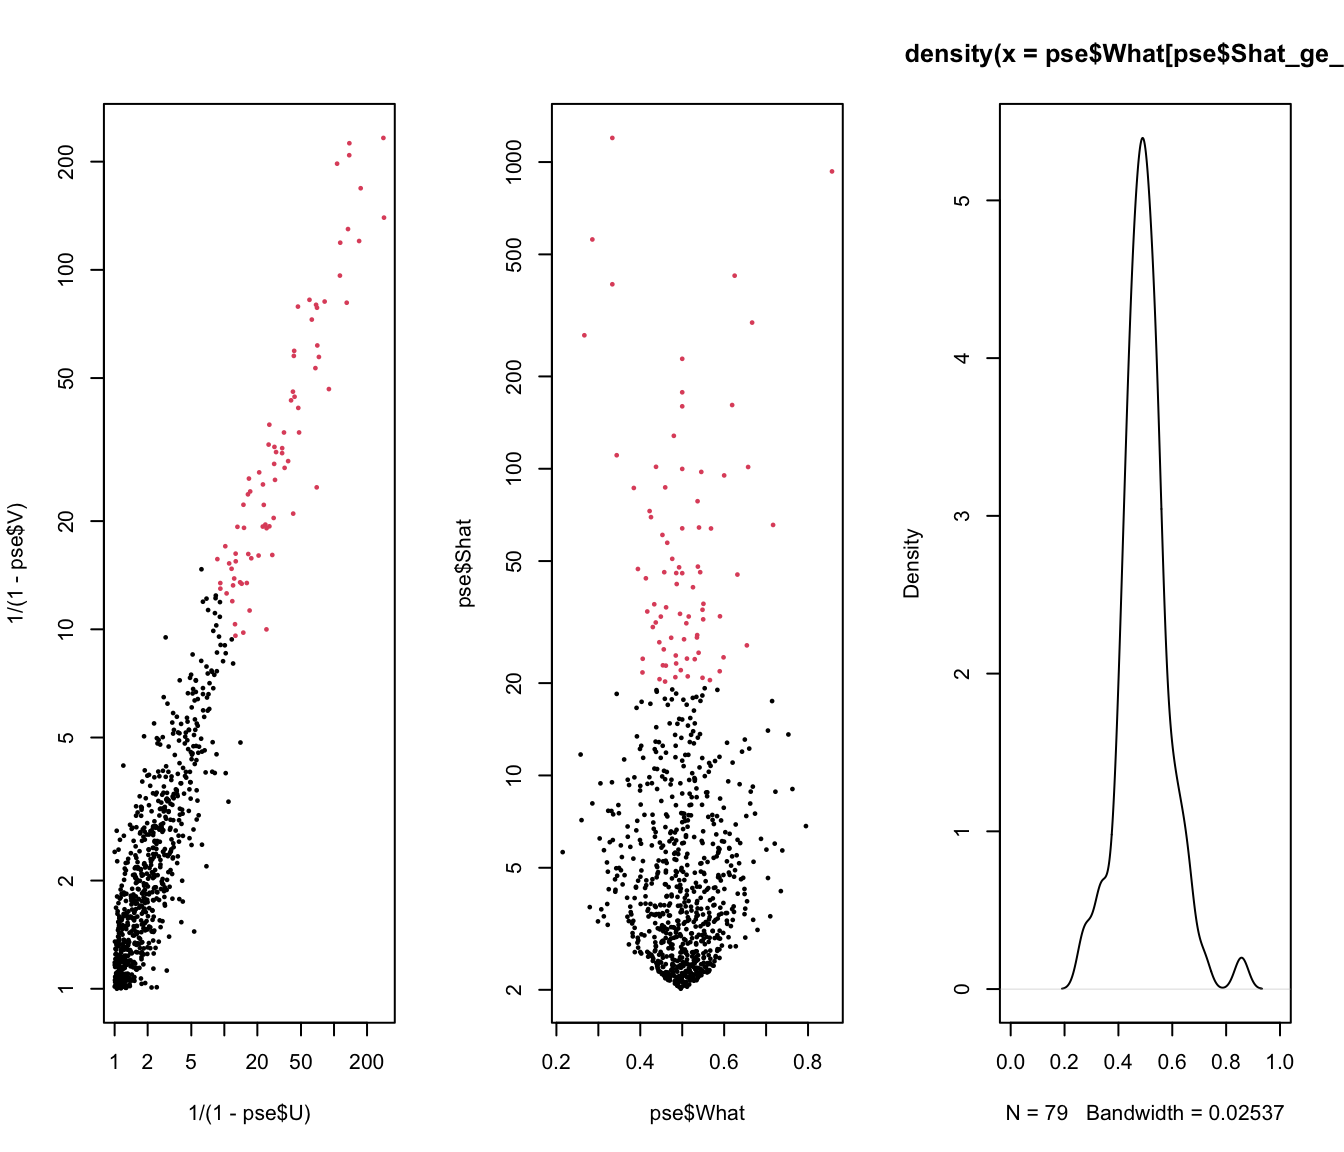 density(x = pse$What[pse$Shat_ge_
1/(1 - pse$V)
1
2
5
10
20
50
100
200
1 2 5 20 50 200
1/(1 - pse$U)
pse$Shat
2
5
10
20
50
100
200
500
1000
0.2 0.4 0.6 0.8
pse$What
Density
0
1
2
3
4
5
0.0 0.2 0.4 0.6 0.8 1.0
N = 79 Bandwidth = 0.02537